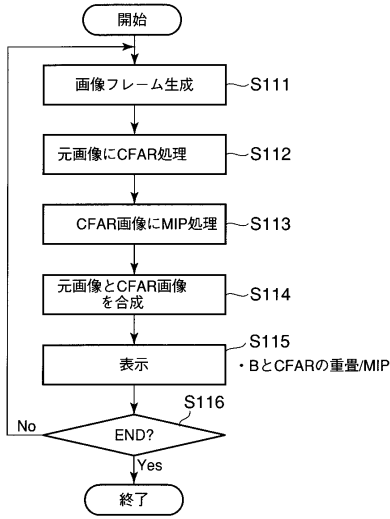 開始
画像フレーム生成
S111
元画像にCFAR処理
S112
CFAR画像にMIP処理
S113
元画像とCFAR画像
を合成
S114
表示
S115
・BとCFARの重畳/MIP
S116
END?
No
Yes
終了